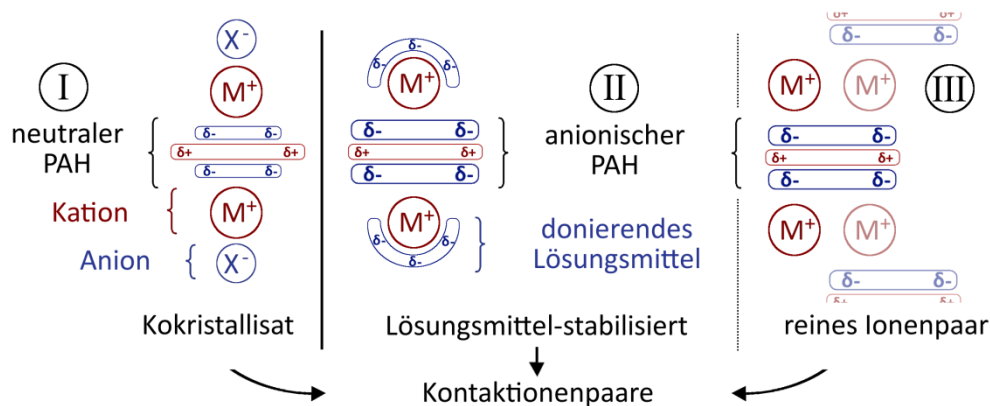 I
neutraler
PAH
Kation
Anion
X⁻
M⁺
δ- δ-
δ+ δ+
δ- δ-
M⁺
X⁻
Kokristallisat
δ- δ- δ-
M⁺
δ- δ-
δ+ δ+
δ- δ-
M⁺
δ- δ- δ-
II
anionischer
PAH
donierendes
Lösungsmittel
Lösungsmittel-stabilisiert
δ+ δ+
δ- δ-
M⁺ M⁺
III
δ- δ-
δ+ δ+
δ- δ-
M⁺ M⁺
δ- δ-
δ+ δ+
reines Ionenpaar
Kontaktionenpaare